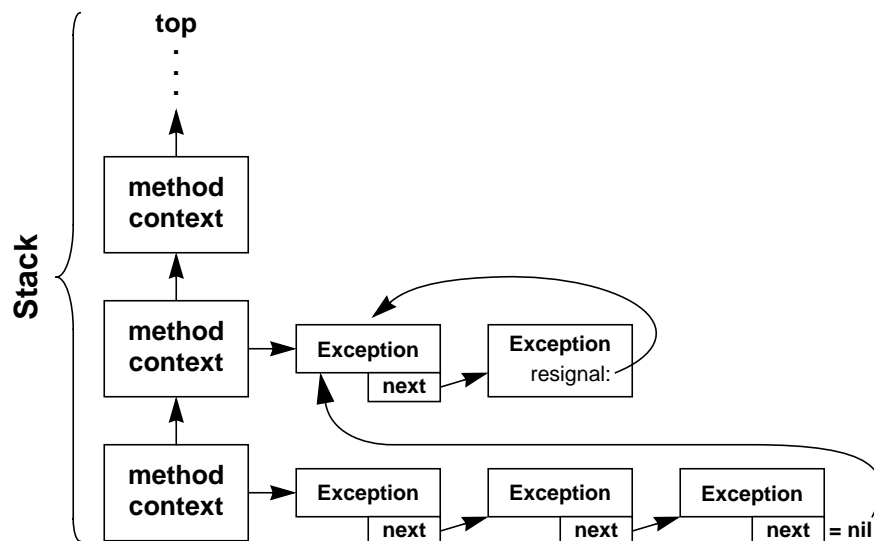 top
Stack
method
context
method
context
Exception
next
Exception
resignal:
method
context
Exception
next
Exception
next
Exception
next = nil